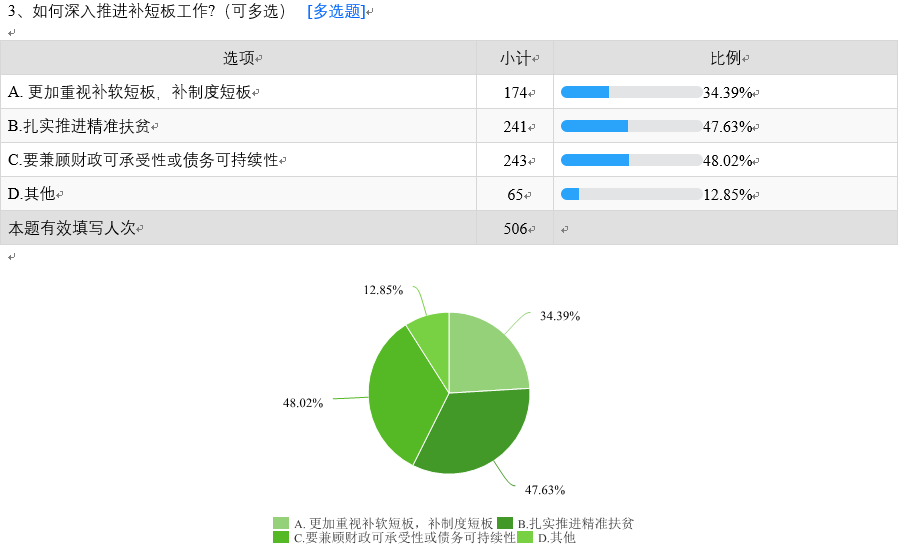 3、如何深入推进补短板工作?（可多选） [多选题]
选项 小计 比例
A. 更加重视补软短板，补制度短板 174 34.39%
B.扎实推进精准扶贫 241 47.63%
C.要兼顾财政可承受性或债务可持续性 243 48.02%
D.其他 65 12.85%
本题有效填写人次 506
12.85%
34.39%
48.02%
47.63%
A. 更加重视补软短板，补制度短板 B.扎实推进精准扶贫
C.要兼顾财政可承受性或债务可持续性 D.其他